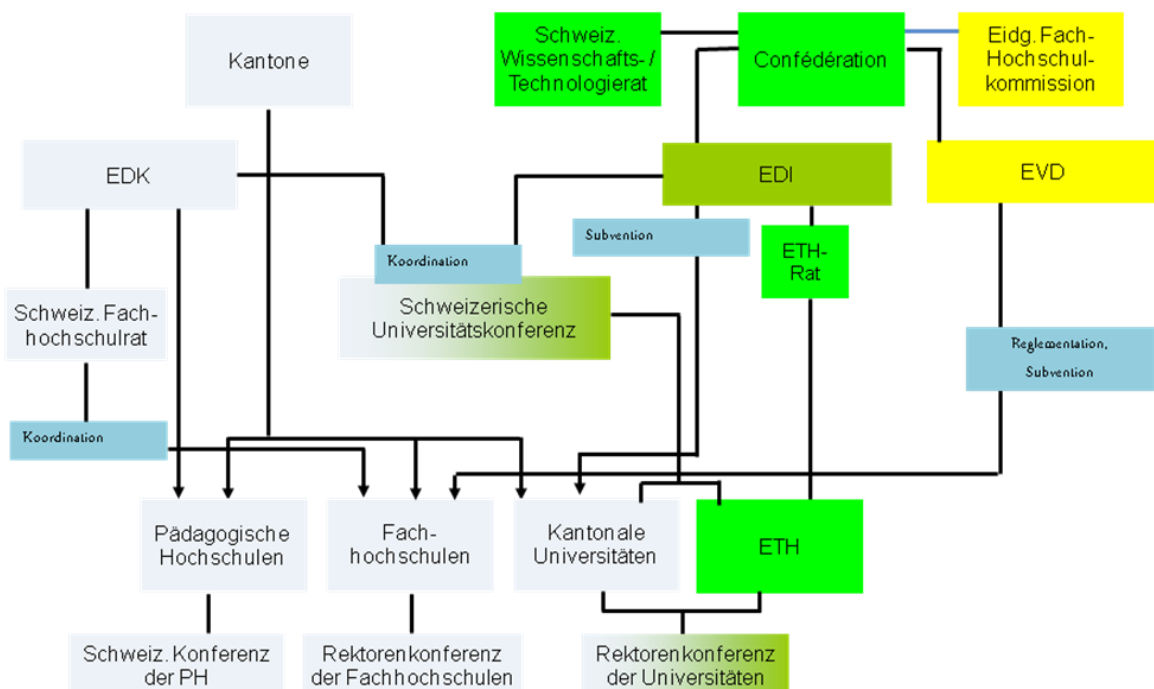 Kantone
Schweiz.
Wissenschafts-/
Technologierat
Confédération
Eidg. Fach-
Hochschul-
kommission
EDK
EDI
EVD
Subvention
Koordination
ETH-
Rat
Schweizerische
Universitätskonferenz
Schweiz. Fach-
hochschulrat
Reglementation,
Subvention
Koordination
Pädagogische
Hochschulen
Fach-
hochschulen
Kantonale
Universitäten
ETH
Schweiz. Konferenz
der PH
Rektorenkonferenz
der Fachhochschulen
Rektorenkonferenz
der Universitäten